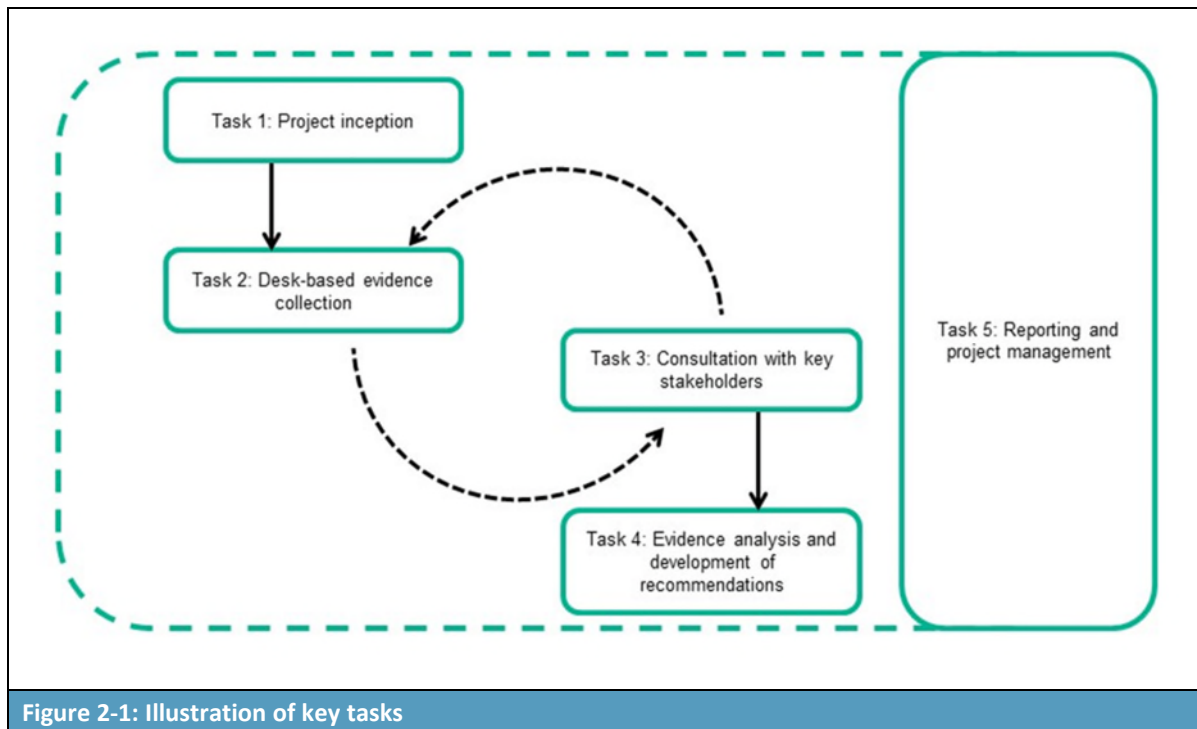 Task 1: Project inception
Task 2: Desk-based evidence
collection
Task 3: Consultation with key
stakeholders
Task 4: Evidence analysis and
development of
recommendations
Task 5: Reporting and
project management
Figure 2-1: Illustration of key tasks